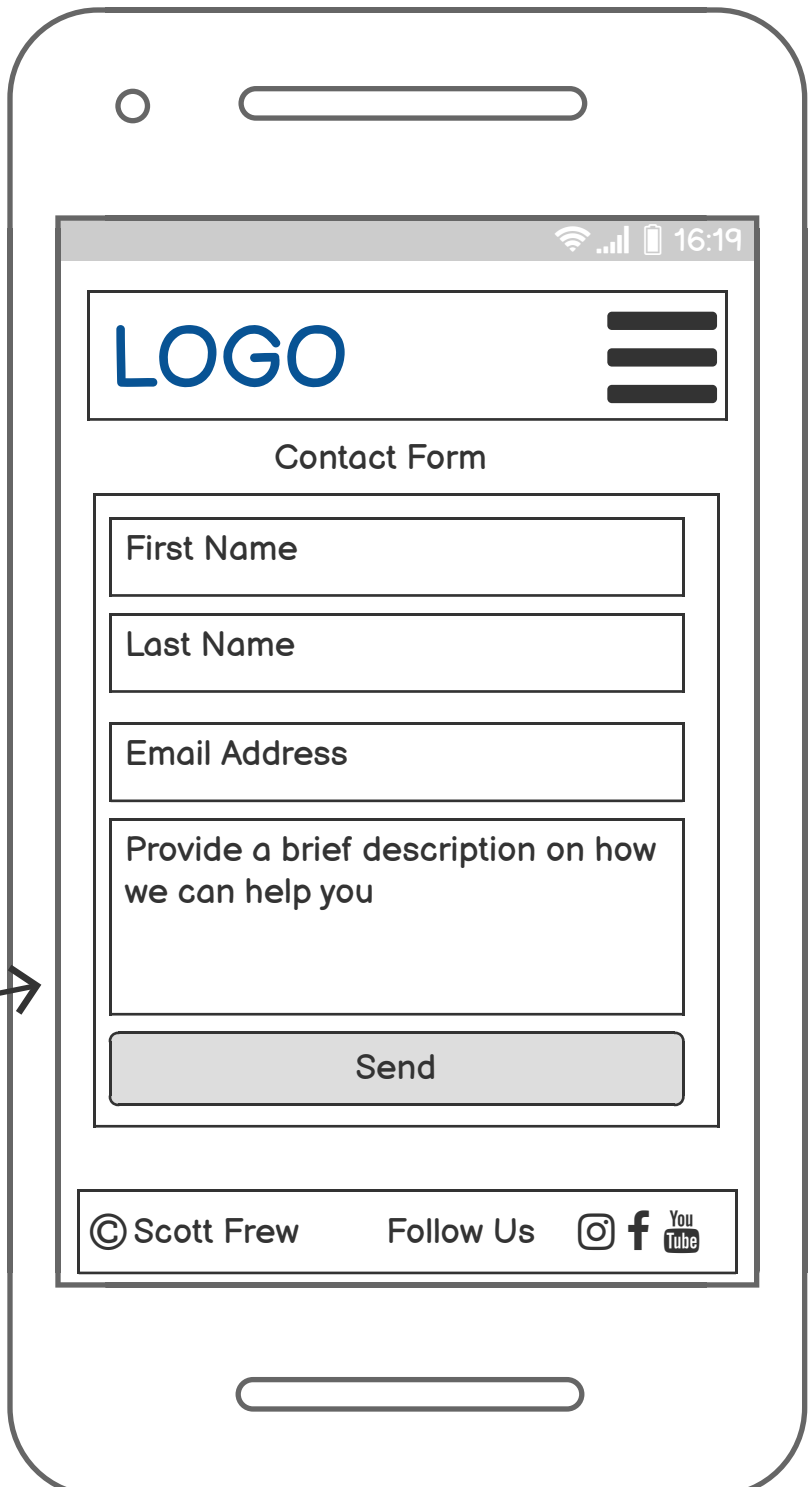 16:19
LOGO
Contact Form
First Name
Last Name
Email Address
Provide a brief description on how
we can help you
Send
© Scott Frew Follow Us You Tube